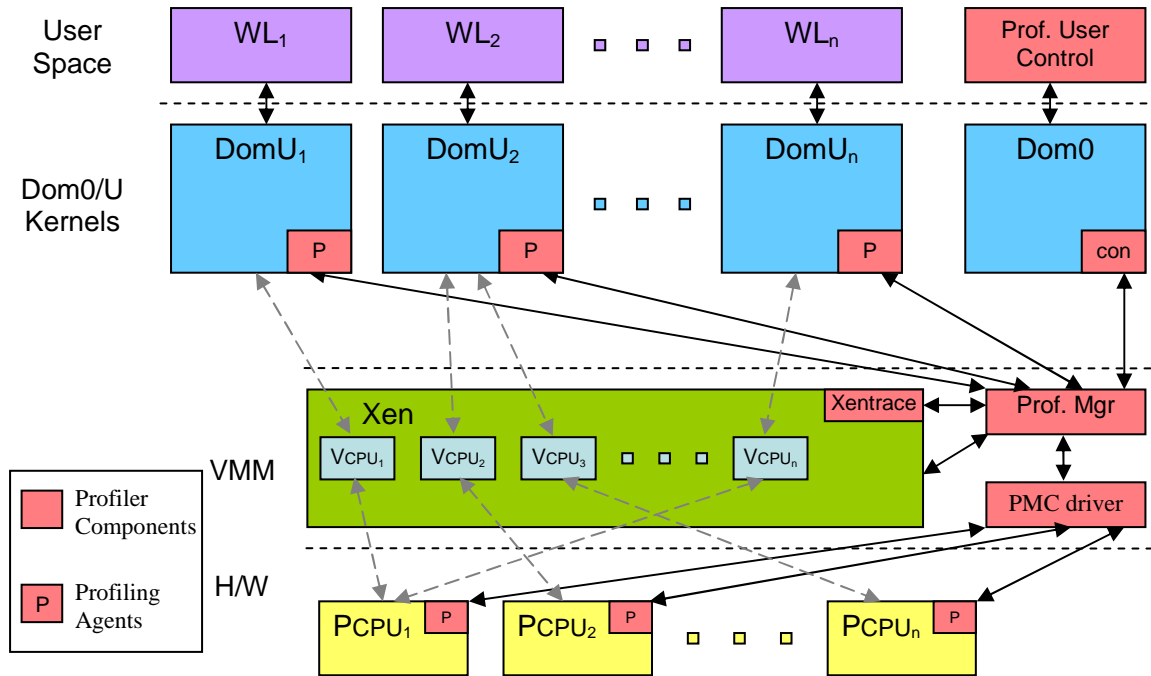 User
Space
WL1
WL2
WLn
Prof. User
Control
Dom0/U
Kernels
DomU1
P
DomU2
P
DomUn
P
Dom0
con
VMM
Xen
Xentrace
Prof. Mgr
VCPU1
VCPU2
VCPU3
VCPUn
PMC driver
Profiler
Components
P
Profiling
Agents
H/W
PCPU1
P
PCPU2
P
PCPUn
P